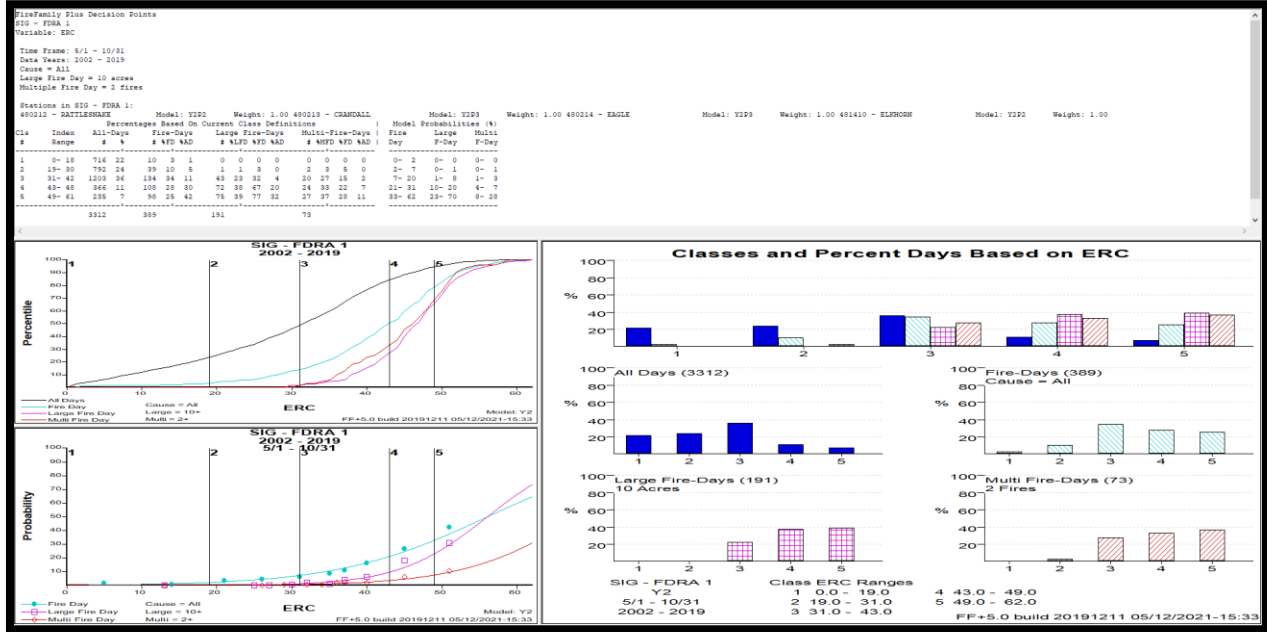 FireFamily Plus Decision Points
SIG - FDRA 1
Variable: ERC
Time Frame: 5/1 - 10/31
Data Years: 2002 - 2019
Cause = All
Large Fire Day = 10 acres
Multiple Fire Day = 2 fires
Stations in SIG - FDRA 1:
480212 - RATTLESNAKE Model: Y2P2 Weight: 1.00 480213 - CRANDALL Model: Y2P3 Weight: 1.00 480214 - EAGLE Model: Y2P3 Weight: 1.00 481410 - ELKHORN Model: Y2P2 Weight: 1.00
Percentages Based On Current Class Definitions | Model Probabilities (%)
Cls Index All-Days Fire-Days Large Fire-Days Multi-Fire-Days | Fire Large Multi
# Range # % # %FD %AD # %LFD %FD %AD # %MFD %FD %AD | Day F-Day F-Day
1 0- 18 716 22 10 3 1 0 0 0 0 0 0 0 0 0- 2 0- 0 0- 0
2 19- 30 792 24 39 10 5 1 1 3 0 2 3 5 0 2- 7 0- 1 0- 1
3 31- 42 1203 36 134 34 11 43 23 32 4 20 27 15 2 7- 20 1- 8 1- 3
4 43- 48 366 11 108 28 30 72 38 67 20 24 33 22 7 21- 31 10- 20 4- 7
5 49- 61 235 7 98 25 42 75 39 77 32 27 37 28 11 33- 62 23- 70 8- 28
3312 389 191 73
SIG - FDRA 1
2002 - 2019
100 90 80 70 60 50 40 30 20 10
Percentile
1 2 3 4 5
0 10 20 30 40 50 60
ERC
All Days
Fire Day Cause = All
Large Fire Day Large = 10+ Model: Y2
Multi Fire Day Multi = 2+ FF+5.0 build 20191211 05/12/2021-15:33
SIG - FDRA 1
2002 - 2019
5/1 - 10/31
100 90 80 70 60 50 40 30 20 10
Probability
1 2 3 4 5
0 10 20 30 40 50 60
ERC
Fire Day Cause = All
Large Fire Day Large = 10+ Model: Y2
Multi Fire Day Multi = 2+ FF+5.0 build 20191211 05/12/2021-15:33
Classes and Percent Days Based on ERC
100 80 60 40 20
%
1 2 3 4 5
All Days (3312)
100 80 60 40 20
%
1 2 3 4 5
Fire-Days (389)
Cause = All
100 80 60 40 20
%
1 2 3 4 5
Large Fire-Days (191)
10 Acres
100 80 60 40 20
%
1 2 3 4 5
Multi Fire-Days (73)
2 Fires
100 80 60 40 20
%
1 2 3 4 5
SIG - FDRA 1 Class ERC Ranges
Y2 1 0.0 - 19.0 4 43.0 - 49.0
5/1 - 10/31 2 19.0 - 31.0 5 49.0 - 62.0
2002 - 2019 3 31.0 - 43.0
FF+5.0 build 20191211 05/12/2021-15:33